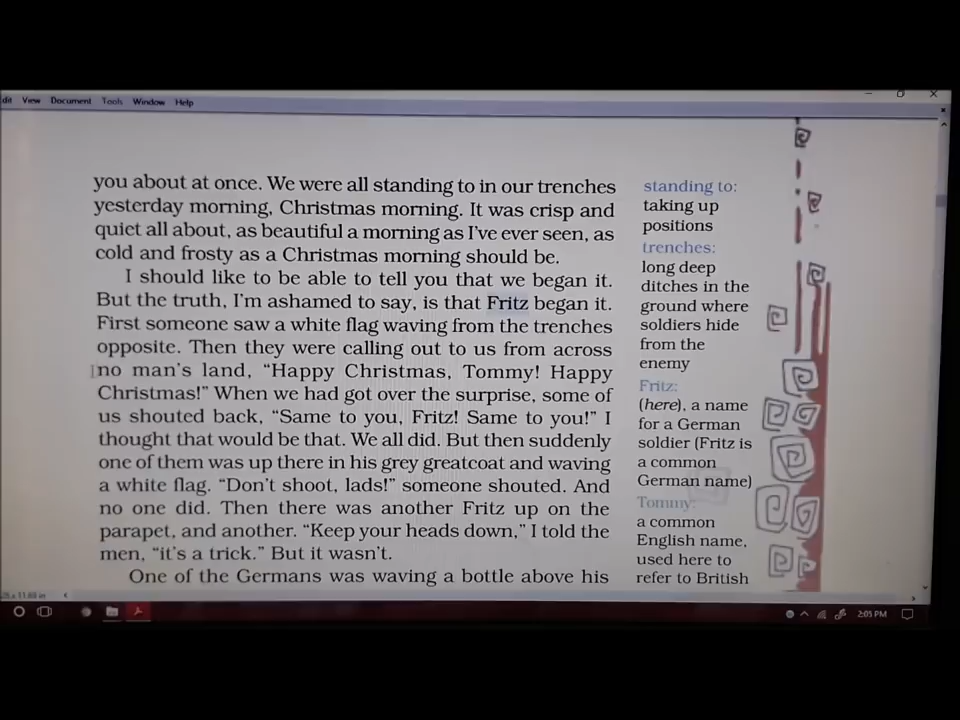 dit View Document Tools Window Help
you about at once. We were all standing to in our trenches
yesterday morning, Christmas morning. It was crisp and
quiet all about, as beautiful a morning as I've ever seen, as
cold and frosty as a Christmas morning should be.
I should like to be able to tell you that we began it.
But the truth, I'm ashamed to say, is that Fritz began it.
First someone saw a white flag waving from the trenches
opposite. Then they were calling out to us from across
no man's land, “Happy Christmas, Tommy! Happy
Christmas!” When we had got over the surprise, some of
us shouted back, “Same to you, Fritz! Same to you!” I
thought that would be that. We all did. But then suddenly
one of them was up there in his grey greatcoat and waving
a white flag. “Don't shoot, lads!” someone shouted. And
no one did. Then there was another Fritz up on the
parapet, and another. “Keep your heads down,” I told the
men, “it's a trick.” But it wasn't.
One of the Germans was waving a bottle above his
standing to:
taking up
positions
trenches:
long deep
ditches in the
ground where
soldiers hide
from the
enemy
Fritz:
(here), a name
for a German
soldier (Fritz is
a common
German name)
Tommy:
a common
English name,
used here to
refer to British
x 11.69 in
2:05 PM